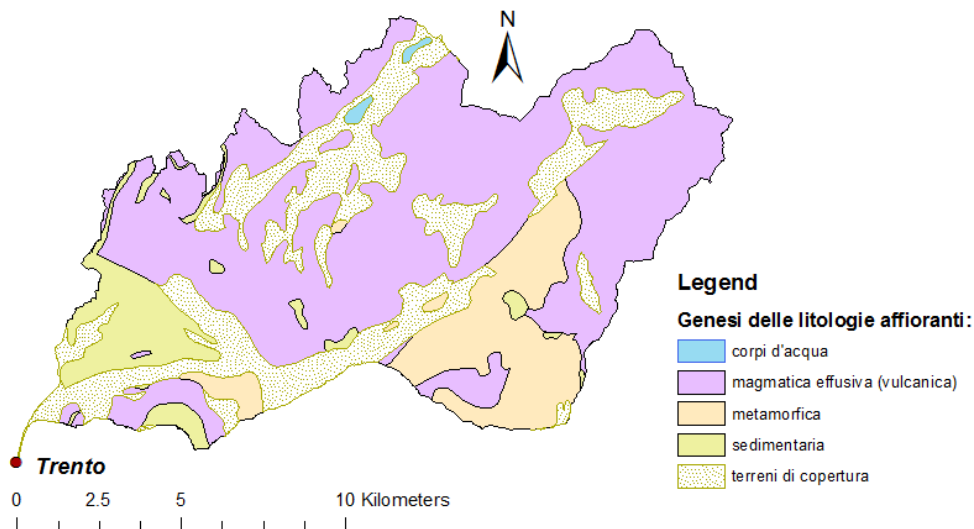 N
Legend
Genesi delle litologie affioranti:
corpi d'acqua
magmatica effusiva (vulcanica)
metamorfica
sedimentaria
terreni di copertura
Trento
0 2.5 5 10 Kilometers